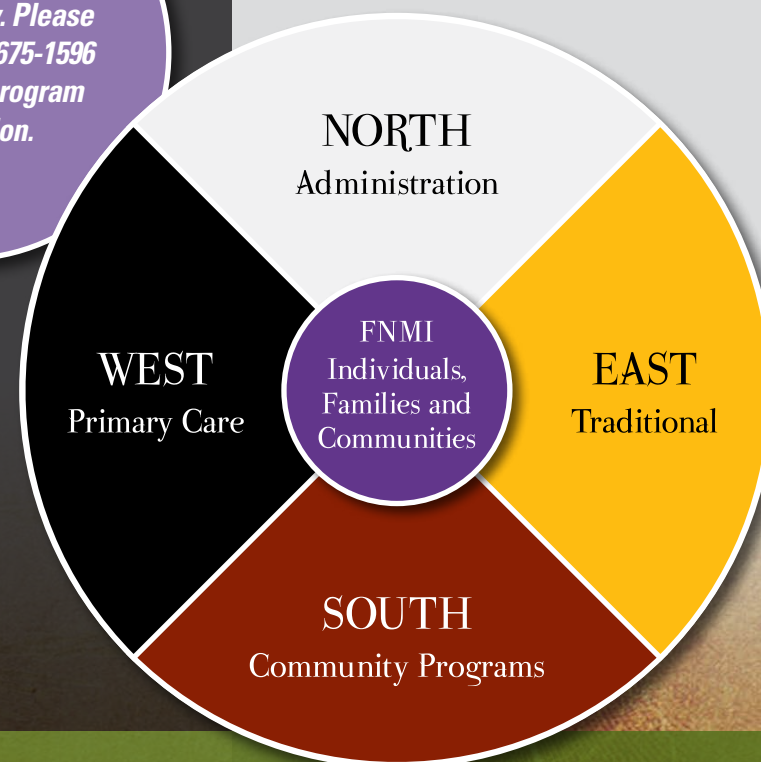 . Please
675-1596
rogram
on.
NORTH
Administration
WEST
Primary Care
FNMI
Individuals,
Families and
Communities
EAST
Traditional
SOUTH
Community Programs